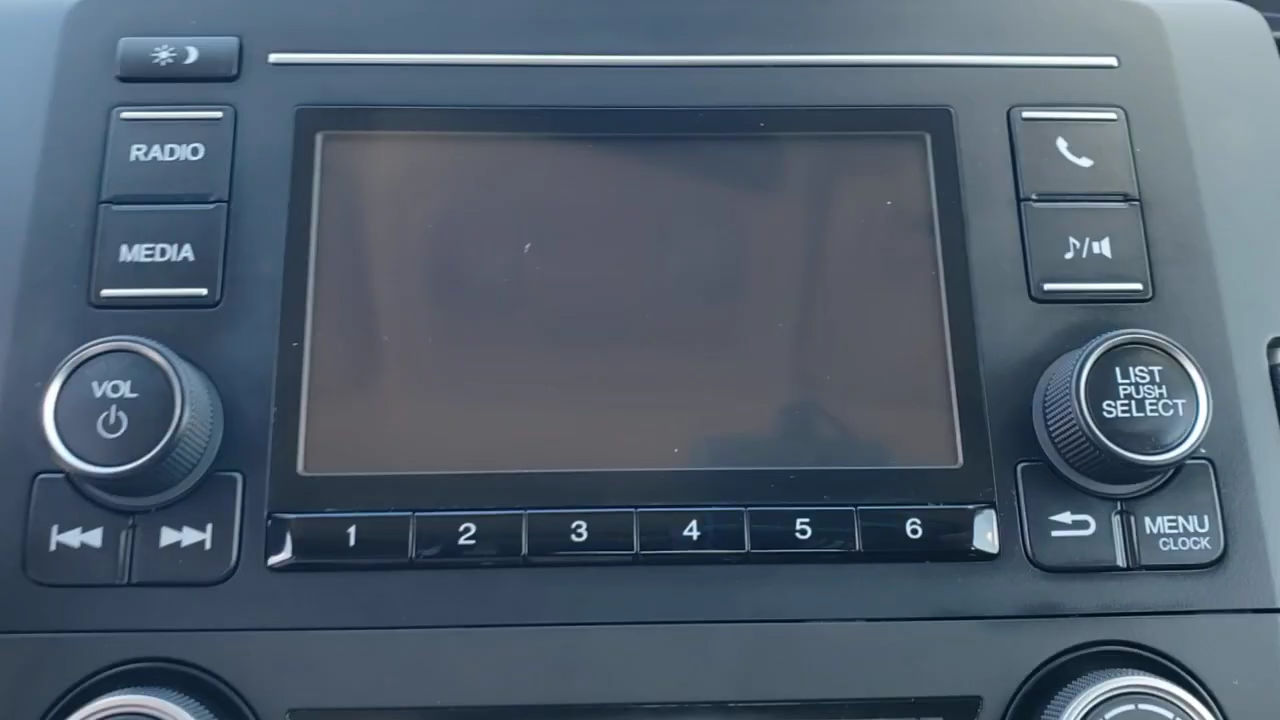 RADIO
MEDIA
VOL
1 2 3 4 5 6
LIST
PUSH
SELECT
MENU
CLOCK